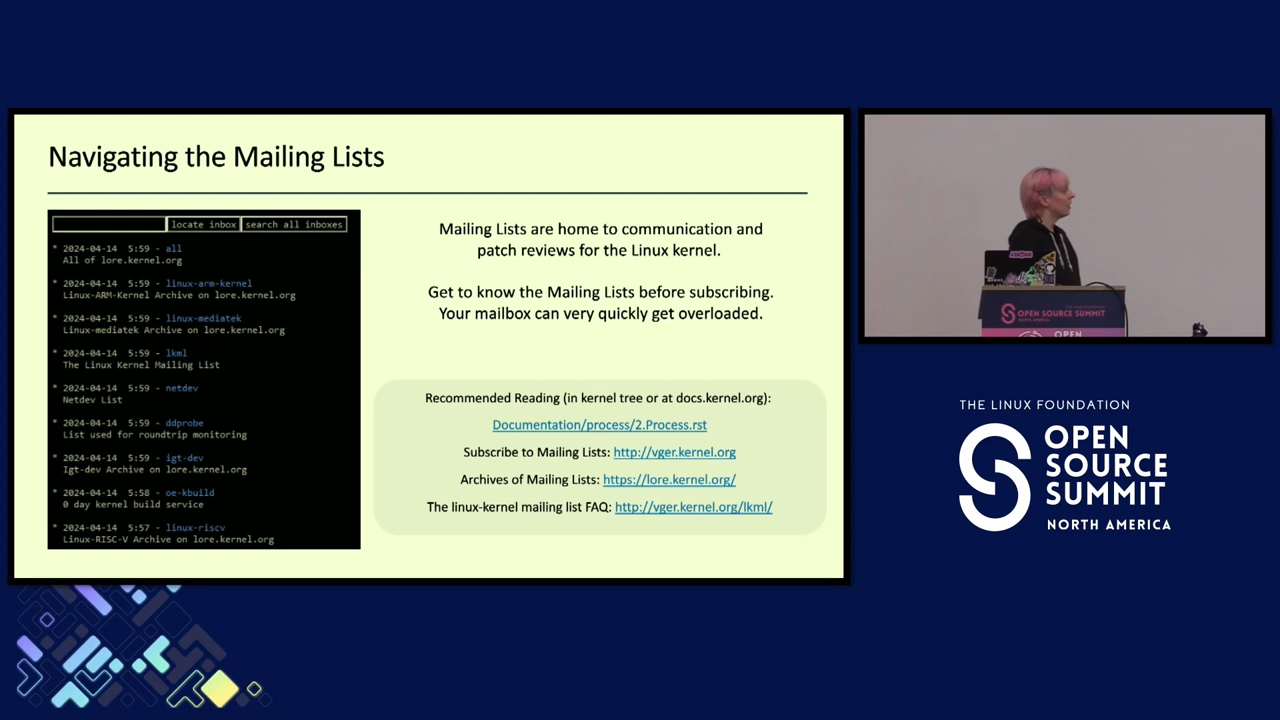 Navigating the Mailing Lists
locate inbox search all inboxes
* 2024-04-14 5:59 - all
All of lore.kernel.org
* 2024-04-14 5:59 - linux-arm-kernel
Linux-ARM-Kernel Archive on lore.kernel.org
* 2024-04-14 5:59 - linux-mediatek
Linux-mediatek Archive on lore.kernel.org
* 2024-04-14 5:59 - lkml
The Linux Kernel Mailing List
* 2024-04-14 5:59 - netdev
Netdev List
* 2024-04-14 5:59 - ddprobe
List used for roundtrip monitoring
* 2024-04-14 5:59 - igt-dev
Igt-dev Archive on lore.kernel.org
* 2024-04-14 5:58 - oe-kbuild
0 day kernel build service
* 2024-04-14 5:57 - linux-riscv
Linux-RISC-V Archive on lore.kernel.org
Mailing Lists are home to communication and
patch reviews for the Linux kernel.
Get to know the Mailing Lists before subscribing.
Your mailbox can very quickly get overloaded.
Recommended Reading (in kernel tree or at docs.kernel.org):
Documentation/process/2.Process.rst
Subscribe to Mailing Lists: http://vger.kernel.org
Archives of Mailing Lists: https://lore.kernel.org/
The linux-kernel mailing list FAQ: http://vger.kernel.org/lkml/
OPEN SOURCE SUMMIT
NORTH AMERICA
OPEN
THE LINUX FOUNDATION
OPEN
SOURCE
SUMMIT
NORTH AMERICA